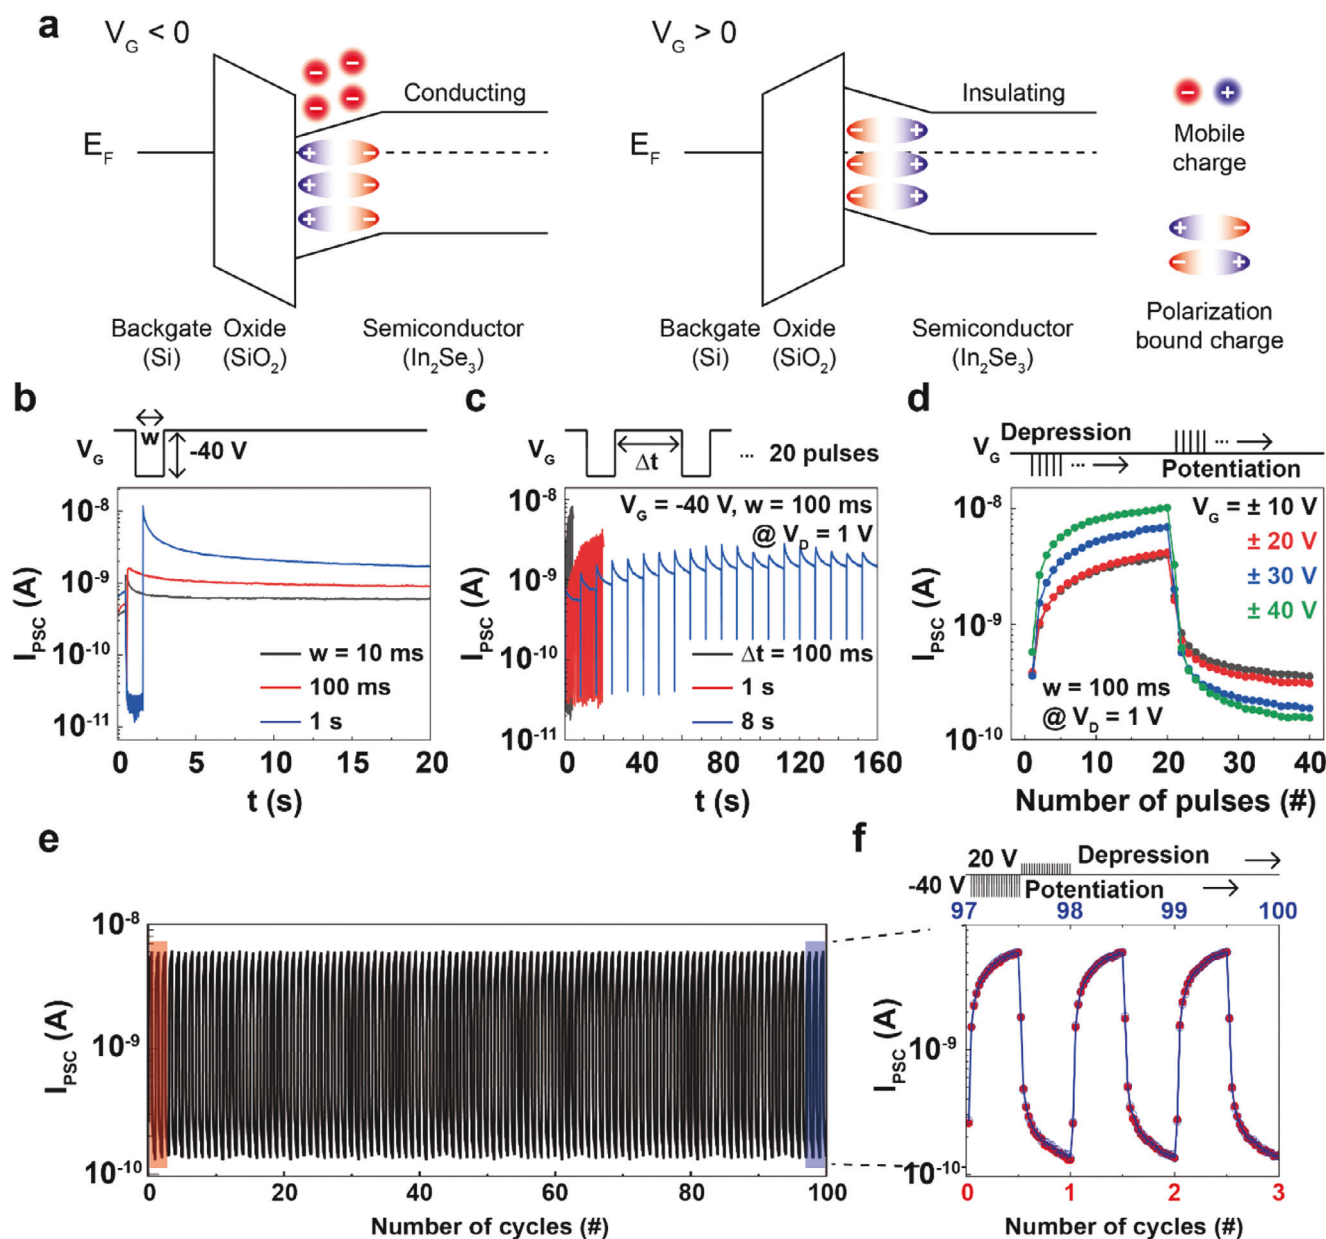 a
V_G < 0
V_G > 0
Conducting
Insulating
E_F
E_F
Mobile
charge
Backgate
(Si)
Oxide
(SiO₂)
Semiconductor
(In₂Se₃)
Backgate
(Si)
Oxide
(SiO₂)
Semiconductor
(In₂Se₃)
Polarization
bound charge
b
w
V_G
-40 V
10⁻⁸
10⁻⁹
10⁻¹⁰
10⁻¹¹
I_PSC (A)
w = 10 ms
100 ms
1 s
0 5 10 15 20
t (s)
c
V_G
Δt
... 20 pulses
V_G = -40 V, w = 100 ms
@ V_D = 1 V
10⁻⁸
10⁻⁹
10⁻¹⁰
10⁻¹¹
I_PSC (A)
Δt = 100 ms
1 s
8 s
0 40 80 120 160
t (s)
d
Depression
V_G
...
...
Potentiation
V_G = ± 10 V
± 20 V
± 30 V
± 40 V
10⁻⁸
10⁻⁹
10⁻¹⁰
I_PSC (A)
w = 100 ms
@ V_D = 1 V
0 10 20 30 40
Number of pulses (#)
e
10⁻⁸
10⁻⁹
10⁻¹⁰
I_PSC (A)
0 20 40 60 80 100
Number of cycles (#)
f
20 V
Depression
-40 V
Potentiation
97 98 99 100
10⁻⁹
10⁻¹⁰
I_PSC (A)
0 1 2 3
Number of cycles (#)